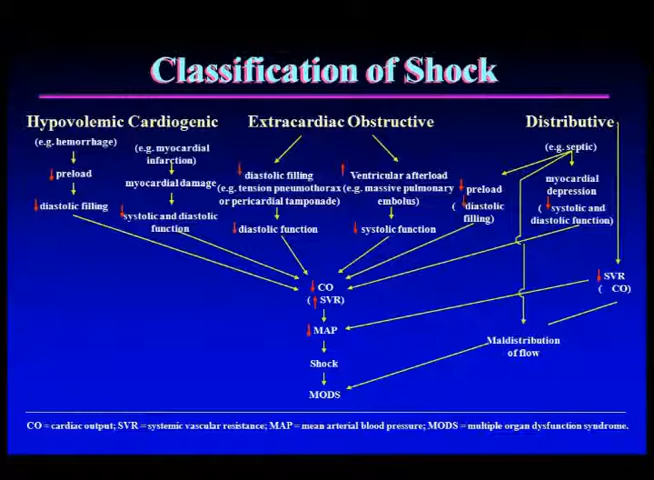 Classification of Shock
Hypovolemic
(e.g. hemorrhage)
↓ preload
↓ diastolic filling
Cardiogenic
(e.g. myocardial
infarction)
myocardial damage
↓ systolic and diastolic
function
Extracardiac Obstructive
↓ diastolic filling
(e.g. tension pneumothorax
or pericardial tamponade)
↓ diastolic function
↑ Ventricular afterload
(e.g. massive pulmonary
embolus)
↓ systolic function
Distributive
(e.g. septic)
↓ preload
(↓ diastolic
filling)
myocardial
depression
(↓ systolic and
diastolic function)
↓ SVR
( CO)
Maldistribution
of flow
↓ CO
(↑ SVR)
↓ MAP
Shock
MODS
CO = cardiac output; SVR = systemic vascular resistance; MAP = mean arterial blood pressure; MODS = multiple organ dysfunction syndrome.